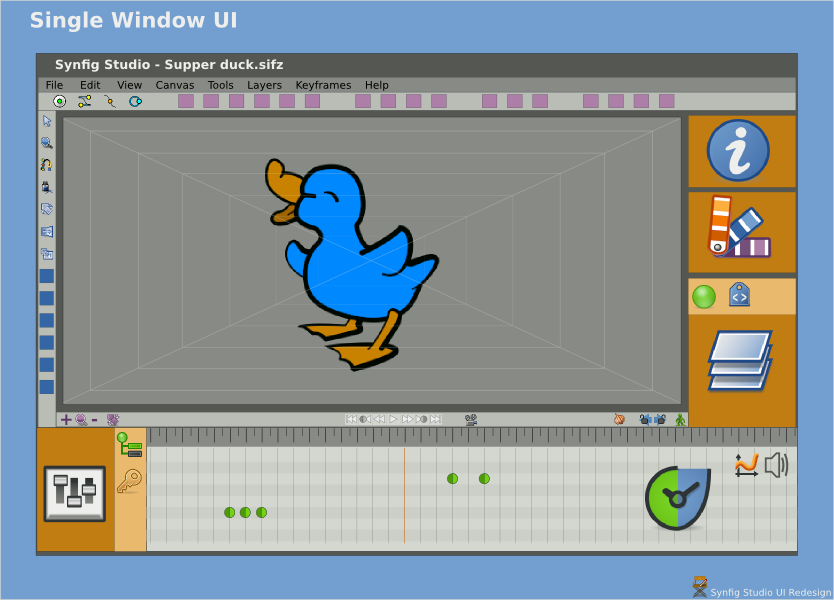 Single Window UI
Synfig Studio - Supper duck.sifz
File Edit View Canvas Tools Layers Keyframes Help
Synfig Studio UI Redesign